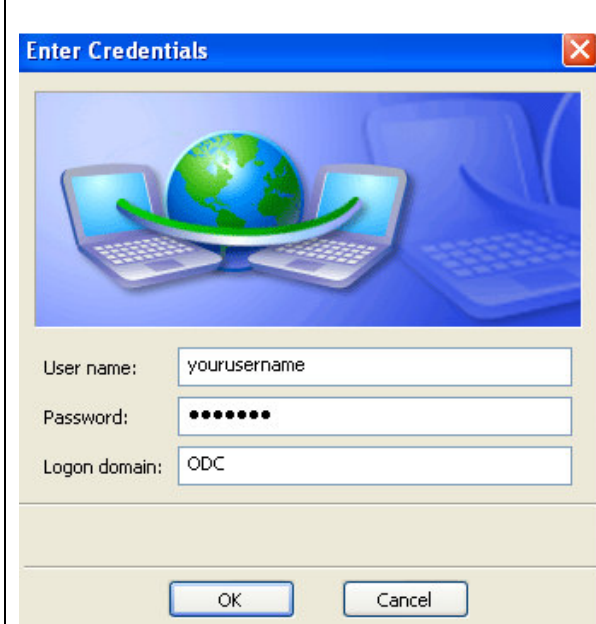 Enter Credentials
User name: yourusername
Password: •••••••
Logon domain: ODC
OK Cancel